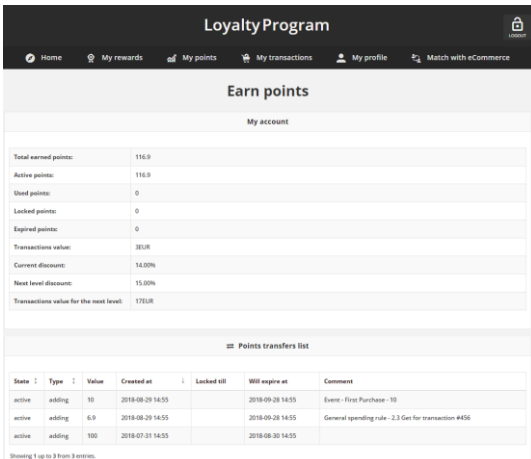 Loyalty Program
LOGOUT
Home My rewards My points My transactions My profile Match with eCommerce
Earn points
My account
Total earned points: 116.9
Active points: 116.9
Used points: 0
Locked points: 0
Expired points: 0
Transactions value: 3EUR
Current discount: 14.00%
Next level discount: 15.00%
Transactions value for the next level: 17EUR
Points transfers list
State Type Value Created at Locked till Will expire at Comment
active adding 10 2018-08-29 14:55 2018-09-28 14:55 Event - First Purchase - 10
active adding 6.9 2018-08-29 14:55 2018-09-28 14:55 General spending rule - 2.3 Get for transaction #456
active adding 100 2018-07-31 14:55 2018-08-30 14:55
Showing 1 up to 3 from 3 entries.